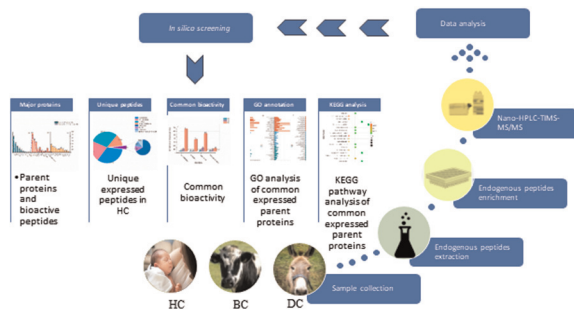 In silico screening
Data analysis
Major proteins
Unique peptides
Common Bioactivity
GO annotation
KEGG analysis
Nano-HPLC-TIMS-
MS/MS
• Parent
proteins
and
bioactive
peptides
Unique
expressed
peptides in
HC
Common
bioactivity
GO analysis
of common
expressed
parent
proteins
KEGG
pathway
analysis of
common
expressed
parent
proteins
Endogenous peptides
enrichment
Endogenous peptides
extraction
Sample collection
HC
BC
DC